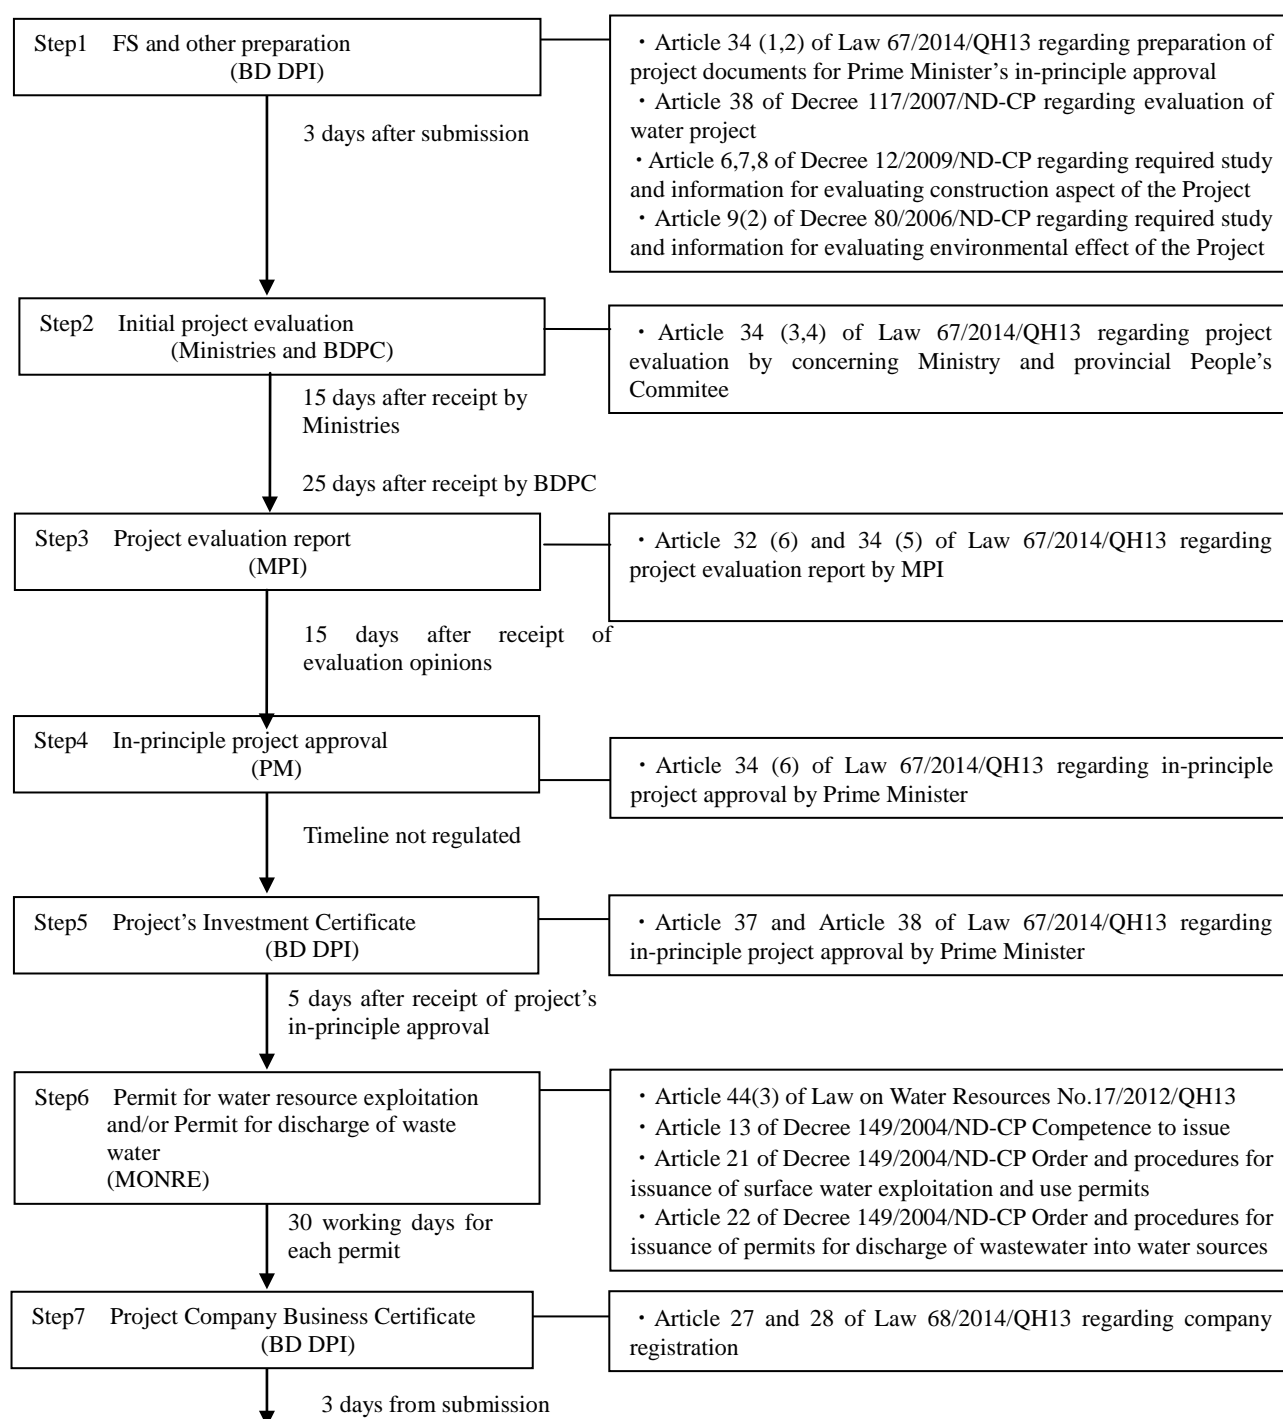 Step1 FS and other preparation
(BD DPI)
・Article 34 (1,2) of Law 67/2014/QH13 regarding preparation of
project documents for Prime Minister’s in-principle approval
・Article 38 of Decree 117/2007/ND-CP regarding evaluation of
water project
・Article 6,7,8 of Decree 12/2009/ND-CP regarding required study
and information for evaluating construction aspect of the Project
・Article 9(2) of Decree 80/2006/ND-CP regarding required study
and information for evaluating environmental effect of the Project
3 days after submission
Step2 Initial project evaluation
(Ministries and BDPC)
・Article 34 (3,4) of Law 67/2014/QH13 regarding project
evaluation by concerning Ministry and provincial People’s
Commitee
15 days after receipt by
Ministries
25 days after receipt by BDPC
Step3 Project evaluation report
(MPI)
・Article 32 (6) and 34 (5) of Law 67/2014/QH13 regarding
project evaluation report by MPI
15 days after receipt of
evaluation opinions
Step4 In-principle project approval
(PM)
・Article 34 (6) of Law 67/2014/QH13 regarding in-principle
project approval by Prime Minister
Timeline not regulated
Step5 Project’s Investment Certificate
(BD DPI)
・Article 37 and Article 38 of Law 67/2014/QH13 regarding
in-principle project approval by Prime Minister
5 days after receipt of project’s
in-principle approval
Step6 Permit for water resource exploitation
and/or Permit for discharge of waste
water
(MONRE)
・Article 44(3) of Law on Water Resources No.17/2012/QH13
・Article 13 of Decree 149/2004/ND-CP Competence to issue
・Article 21 of Decree 149/2004/ND-CP Order and procedures for
issuance of surface water exploitation and use permits
・Article 22 of Decree 149/2004/ND-CP Order and procedures for
issuance of permits for discharge of wastewater into water sources
30 working days for
each permit
Step7 Project Company Business Certificate
(BD DPI)
・Article 27 and 28 of Law 68/2014/QH13 regarding company
registration
3 days from submission